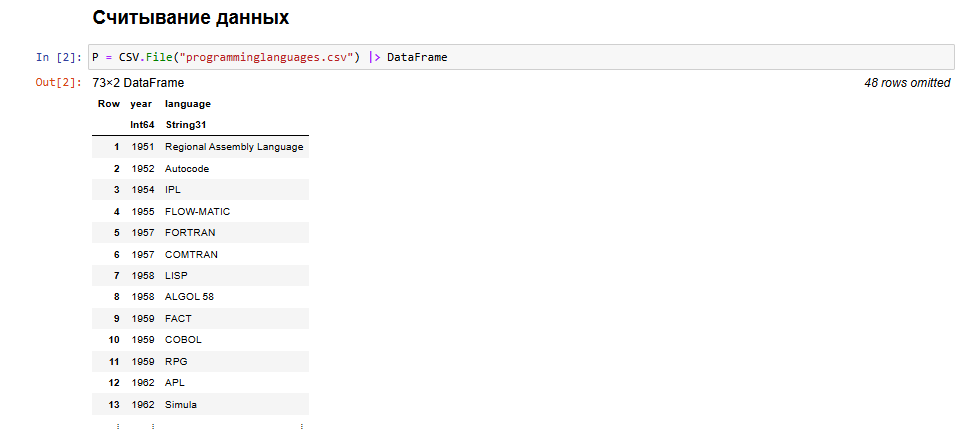 Считывание данных
In [2]: P = CSV.File("programminglanguages.csv") |> DataFrame
Out[2]: 73×2 DataFrame 48 rows omitted
Row year language
Int64 String31
1 1951 Regional Assembly Language
2 1952 Autocode
3 1954 IPL
4 1955 FLOW-MATIC
5 1957 FORTRAN
6 1957 COMTRAN
7 1958 LISP
8 1958 ALGOL 58
9 1959 FACT
10 1959 COBOL
11 1959 RPG
12 1962 APL
13 1962 Simula
⋮ ⋮ ⋮